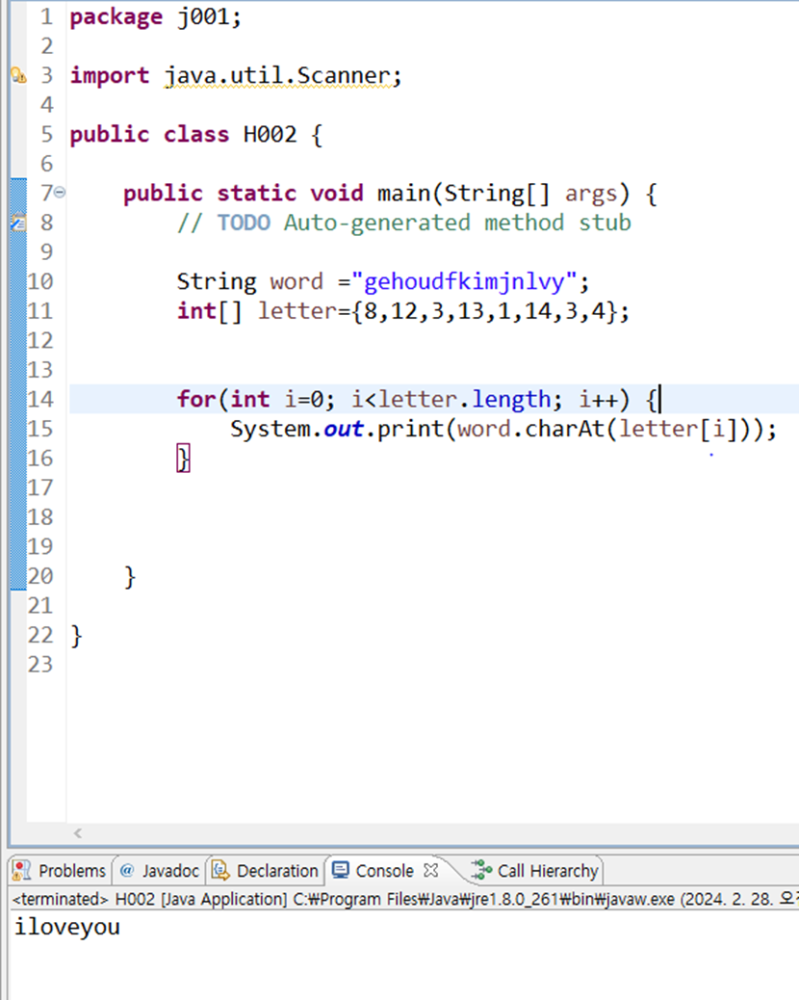 1 package j001;
2
3 import java.util.Scanner;
4
5 public class H002 {
6
7 public static void main(String[] args) {
8 // TODO Auto-generated method stub
9
10 String word ="gehoudfkimjnlvy";
11 int[] letter={8,12,3,13,1,14,3,4};
12
13
14 for(int i=0; i<letter.length; i++) {
15 System.out.print(word.charAt(letter[i]));
16 }
17
18
19
20 }
21
22 }
23
Problems @ Javadoc Declaration Console Call Hierarchy
<terminated> H002 [Java Application] C:₩Program Files₩Java₩jre1.8.0_261₩bin₩javaw.exe (2024. 2. 28.
iloveyou